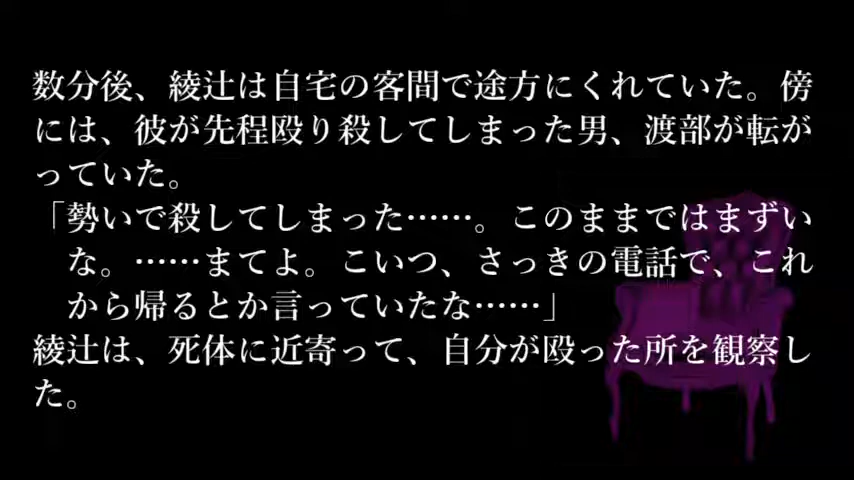 数分後、綾辻は自宅の客間で途方にくれていた。傍
には、彼が先程殴り殺してしまった男、渡部が転が
っていた。
「勢いで殺してしまった……。このままではまずい
な。……まてよ。こいつ、さっきの電話で、これ
から帰るとか言っていたな……」
綾辻は、死体に近寄って、自分が殴った所を観察し
た。